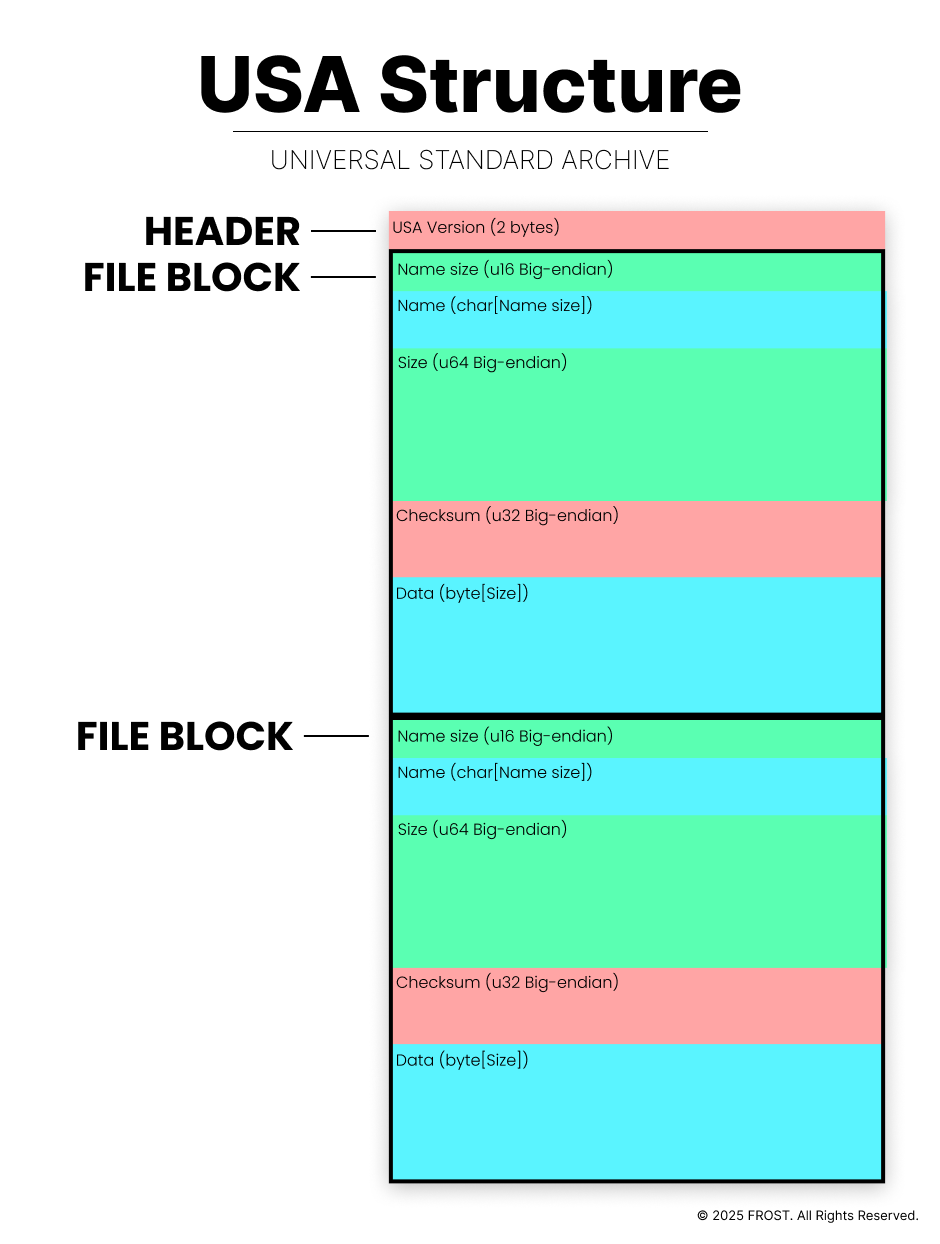 USA Structure
UNIVERSAL STANDARD ARCHIVE
HEADER
USA Version (2 bytes)
FILE BLOCK
Name size (u16 Big-endian)
Name (char[Name size])
Size (u64 Big-endian)
Checksum (u32 Big-endian)
Data (byte[Size])
FILE BLOCK
Name size (u16 Big-endian)
Name (char[Name size])
Size (u64 Big-endian)
Checksum (u32 Big-endian)
Data (byte[Size])
© 2025 FROST. All Rights Reserved.